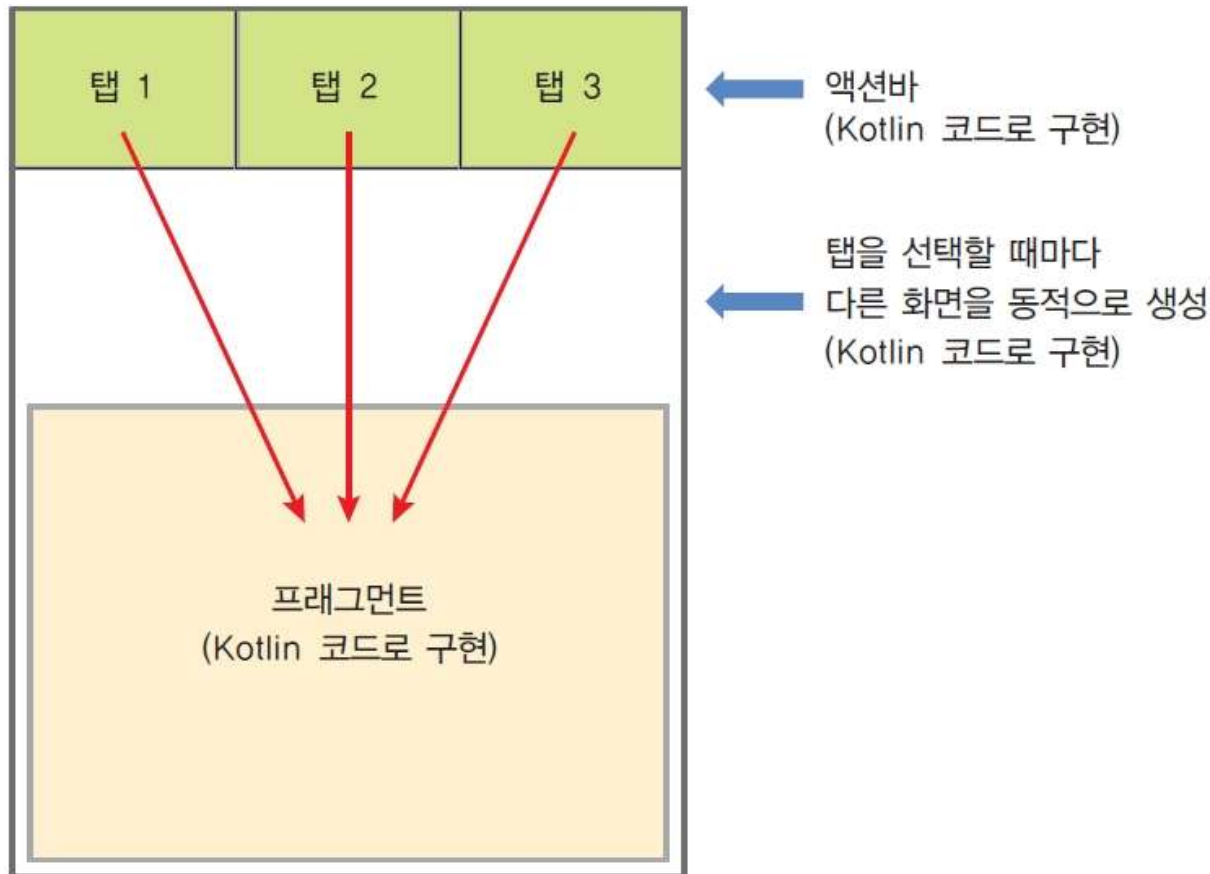 탭 1
탭 2
탭 3
액션바
(Kotlin 코드로 구현)
탭을 선택할 때마다
다른 화면을 동적으로 생성
(Kotlin 코드로 구현)
프래그먼트
(Kotlin 코드로 구현)